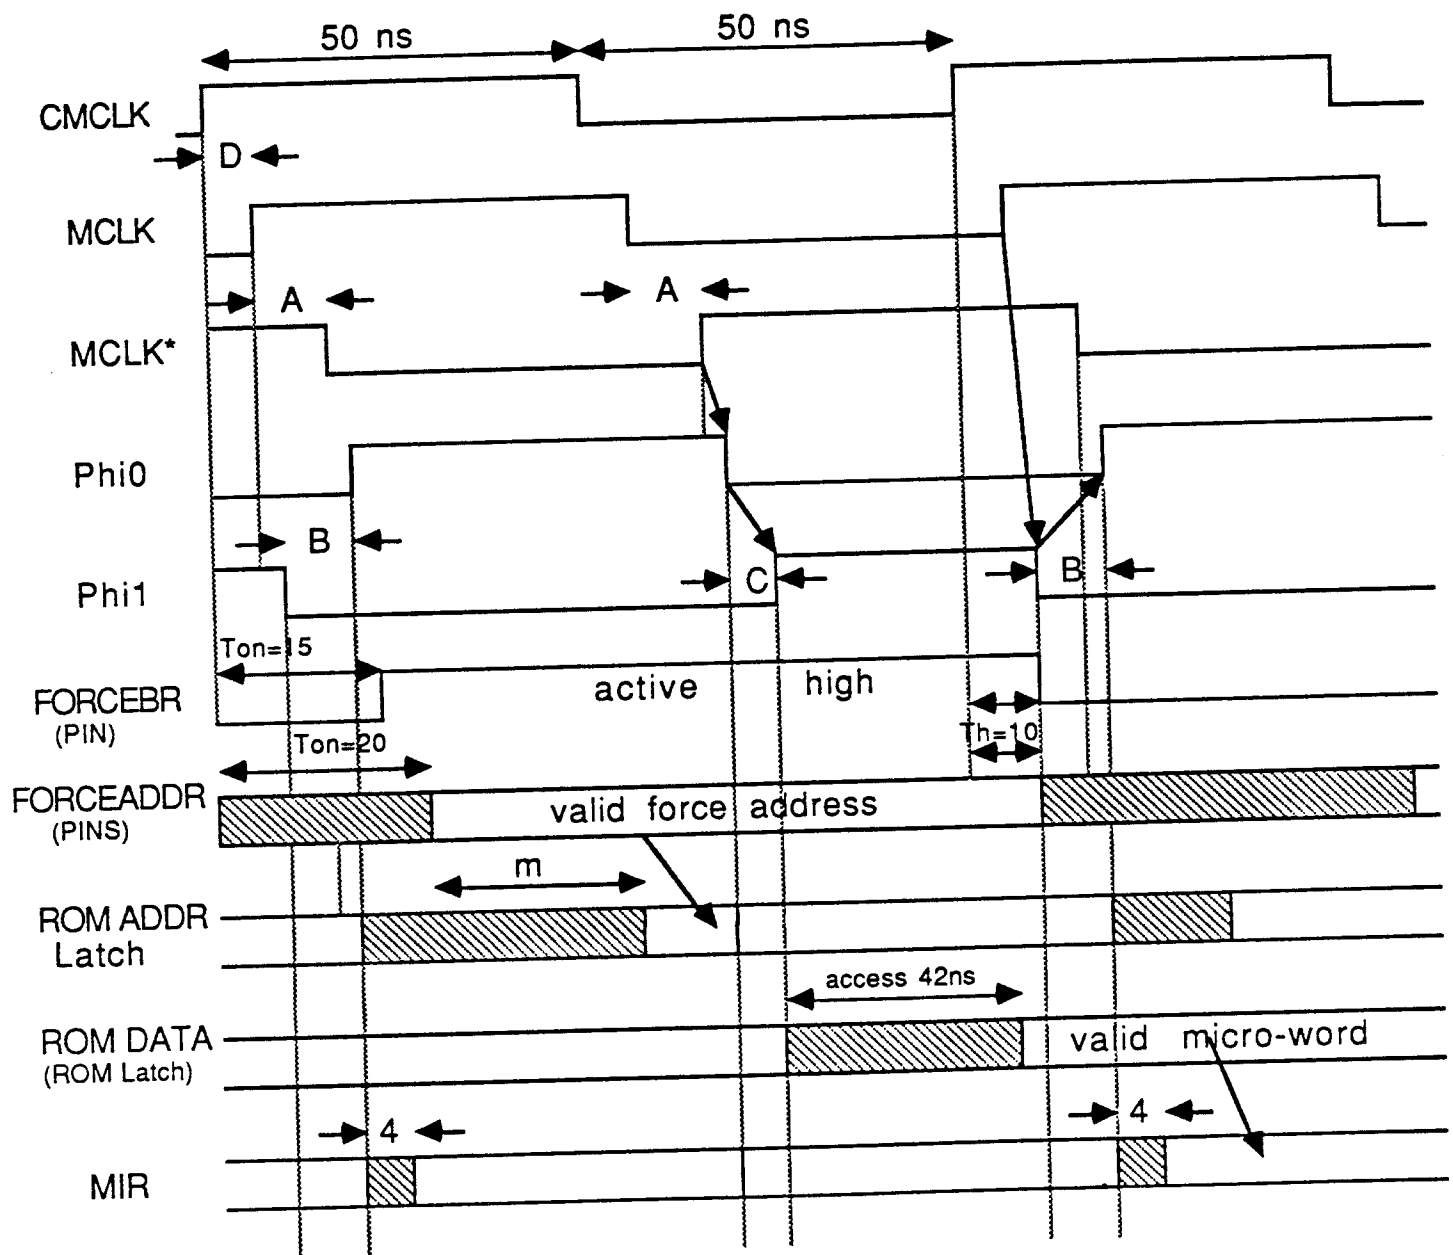 50 ns
50 ns
CMCLK
D
MCLK
A
A
MCLK*
Phi0
B
Phi1
C
B
Ton=15
FORCEBR
(PIN)
active high
Ton=20
Th=10
FORCEADDR
(PINS)
valid force address
m
ROM ADDR
Latch
access 42ns
ROM DATA
(ROM Latch)
valid micro-word
4
4
MIR